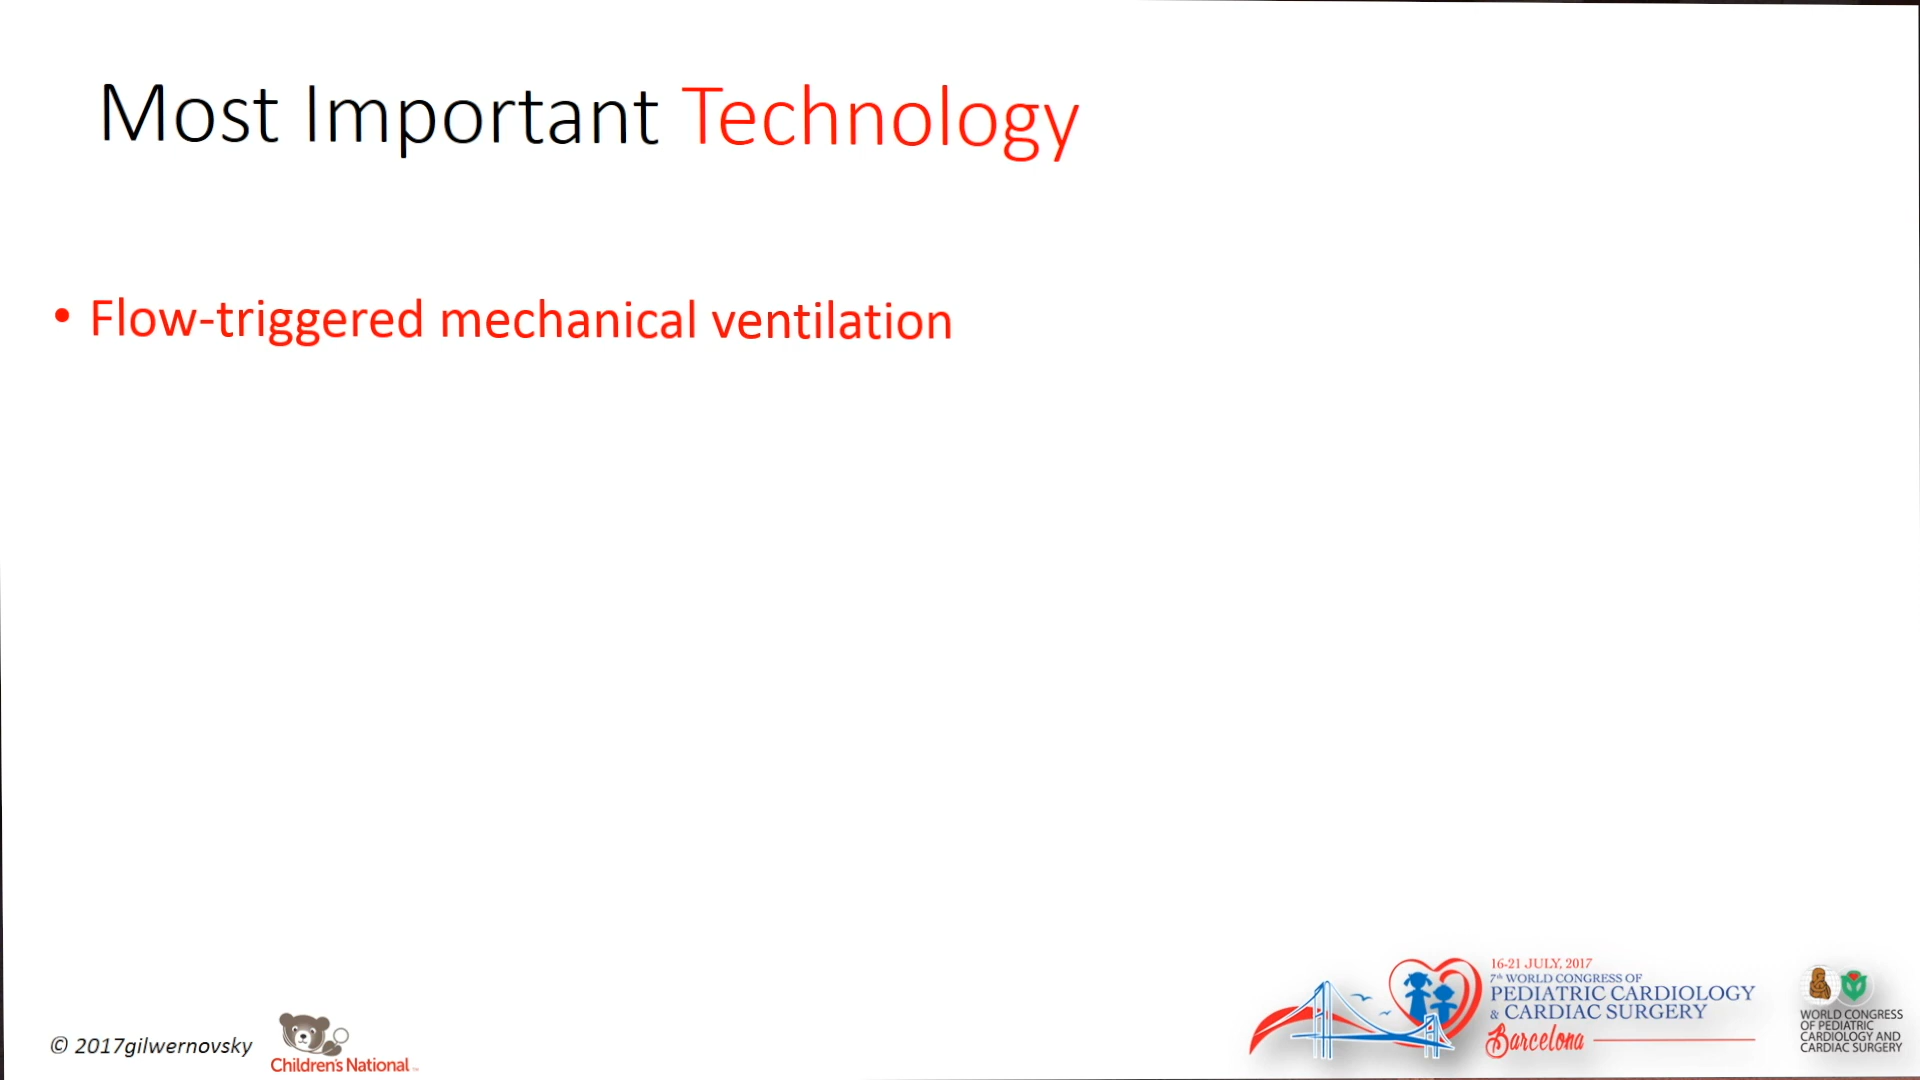 Most Important Technology
• Flow-triggered mechanical ventilation
© 2017gilwernovsky
Children's National
16-21 JULY, 2017
7th WORLD CONGRESS OF
PEDIATRIC CARDIOLOGY
& CARDIAC SURGERY
Barcelona
WORLD CONGRESS
OF PEDIATRIC
CARDIOLOGY AND
CARDIAC SURGERY